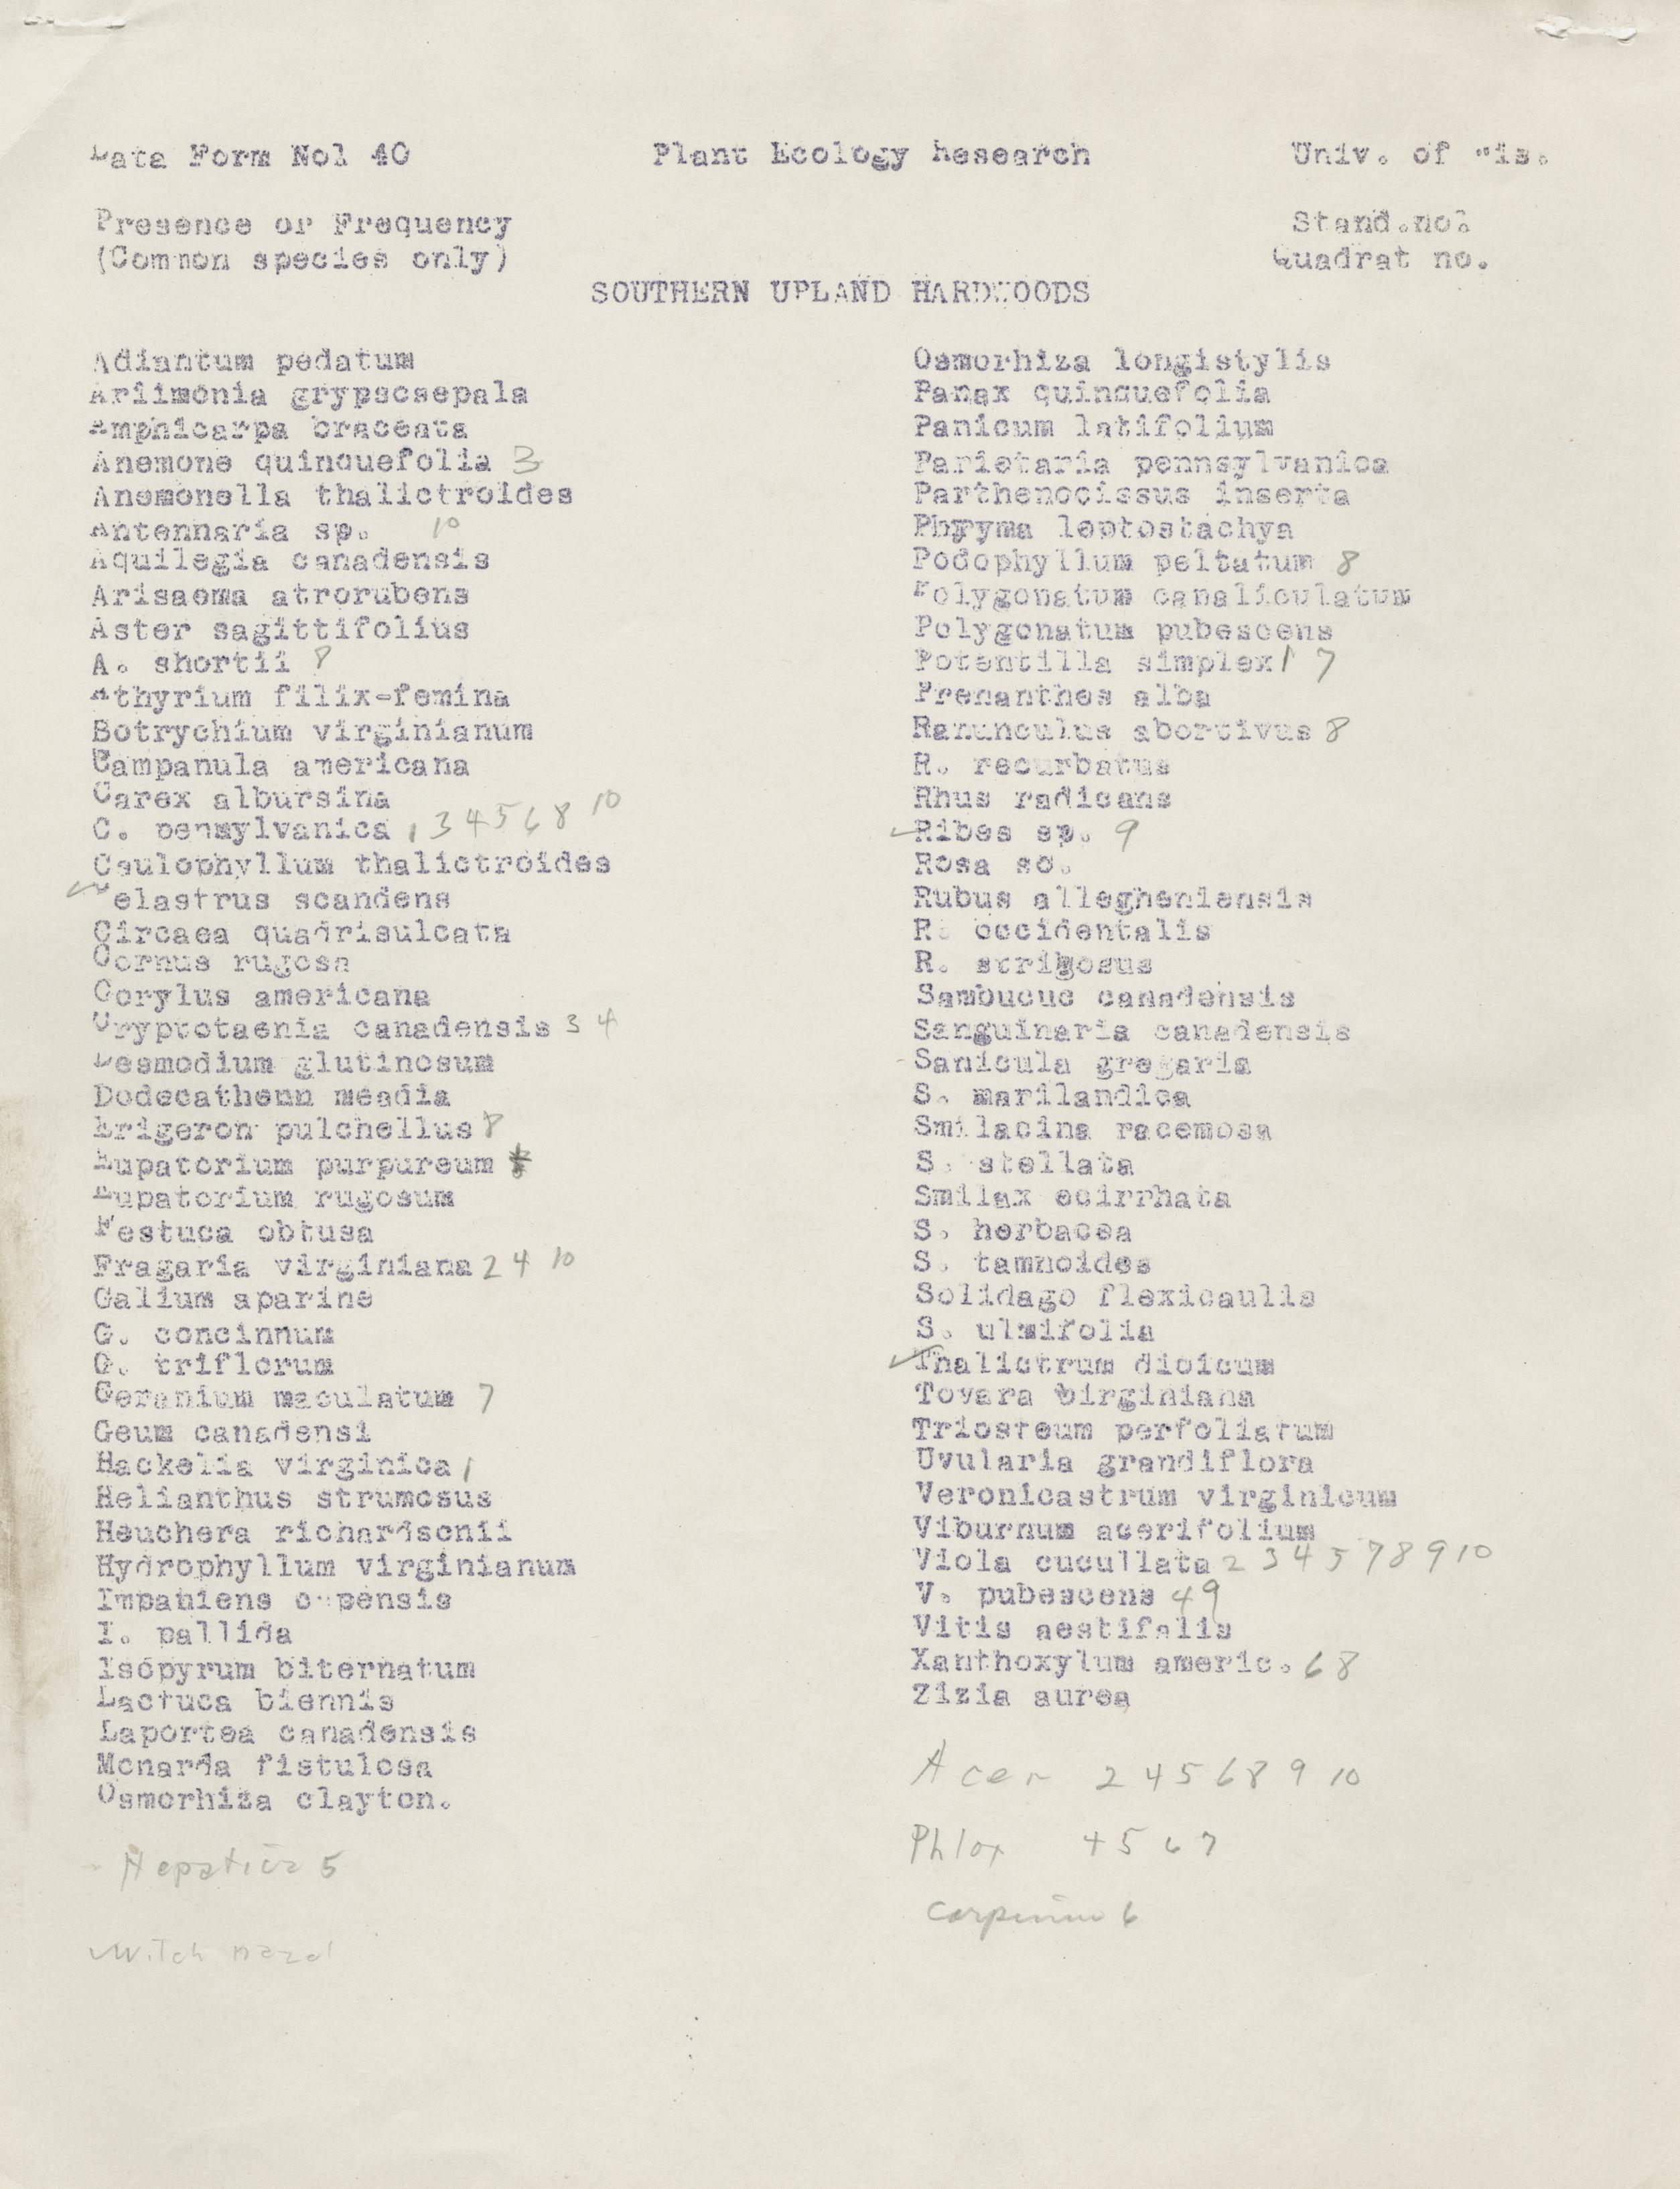 Data Form Nol 40
Plant Ecology Research
Univ. of Wis.
Presence or Frequency
(Common species only)
Stand.no.
Quadrat no.
SOUTHERN UPLAND HARDWOODS
Adiantum pedatum
Ariimonia grypsosepala
Amphicarpa braceata
Anemone quinquefolia 3
Anemonella thalictroides
Antennaria sp. 10
Aquilegia canadensis
Arisaema atrorubens
Aster sagittifolius
A. shortii 8
Athyrium filix-femina
Botrychium virginianum
Campanula americana
Carex albursina
C. penmylvanica 1 3 4 5 6 8 10
Caulophyllum thalictroides
✓ Celastrus scandens
Circaea quadrisulcata
Cornus rugosa
Corylus americana
Cryptotaenia canadensis 3 4
Desmodium glutinosum
Dodecathenn meadia
Erigeron pulchellus 8
Eupatorium purpureum
Eupatorium rugosum
Festuca obtusa
Fragaria virginiana 2 4 10
Galium aparine
G. concinnum
G. triflorum
Geranium maculatum 7
Geum canadensi
Hackelia virginica 1
Helianthus strumosus
Heuchera richardsonii
Hydrophyllum virginianum
Impatiens capensis
I. pallida
Isopyrum biternatum
Lactuca biennis
Laportea canadensis
Monarda fistulosa
Osmorhiza clayton.
Hepatica 5
Witch hazel
Osmorhiza longistylis
Panax quinquefolia
Panicum latifolium
Parietaria pennsylvanica
Parthenocissus inserta
Phryma leptostachya
Podophyllum peltatum 8
Polygonatum canaliculatum
Polygonatum pubescens
Potentilla simplex 1 7
Prenanthes alba
Ranunculus abortivus 8
R. recurbatus
Rhus radicans
✓ Ribes sp. 9
Rosa sp.
Rubus allegheniensis
R. occidentalis
R. strigosus
Sambucuc canadensis
Sanguinaria canadensis
Sanicula gregaria
S. marilandica
Smilacina racemosa
S. stellata
Smilax ecirrhata
S. herbacea
S. tamnoides
Solidago flexicaulis
S. ulmifolia
✓ Thalictrum dioicum
Tovara virginiana
Triosteum perfoliatum
Uvularia grandiflora
Veronicastrum virginicum
Viburnum acerifolium
Viola cucullata 2 3 4 5 7 8 9 10
V. pubescens 4 9
Vitis aestifalis
Xanthoxylum americ. 6 8
Zizia aurea
Acer 2 4 5 6 8 9 10
Phlox 4 5 6 7
Carpinus 6